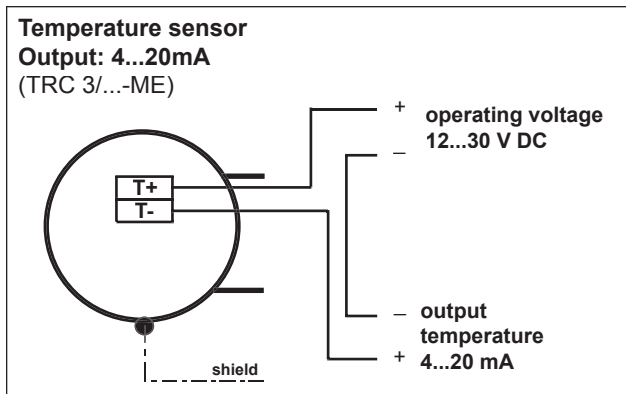 Temperature sensor
Output: 4...20mA
(TRC 3/...-ME)
+
operating voltage
12...30 V DC
–
T+
T-
– output
temperature
+ 4...20 mA
shield